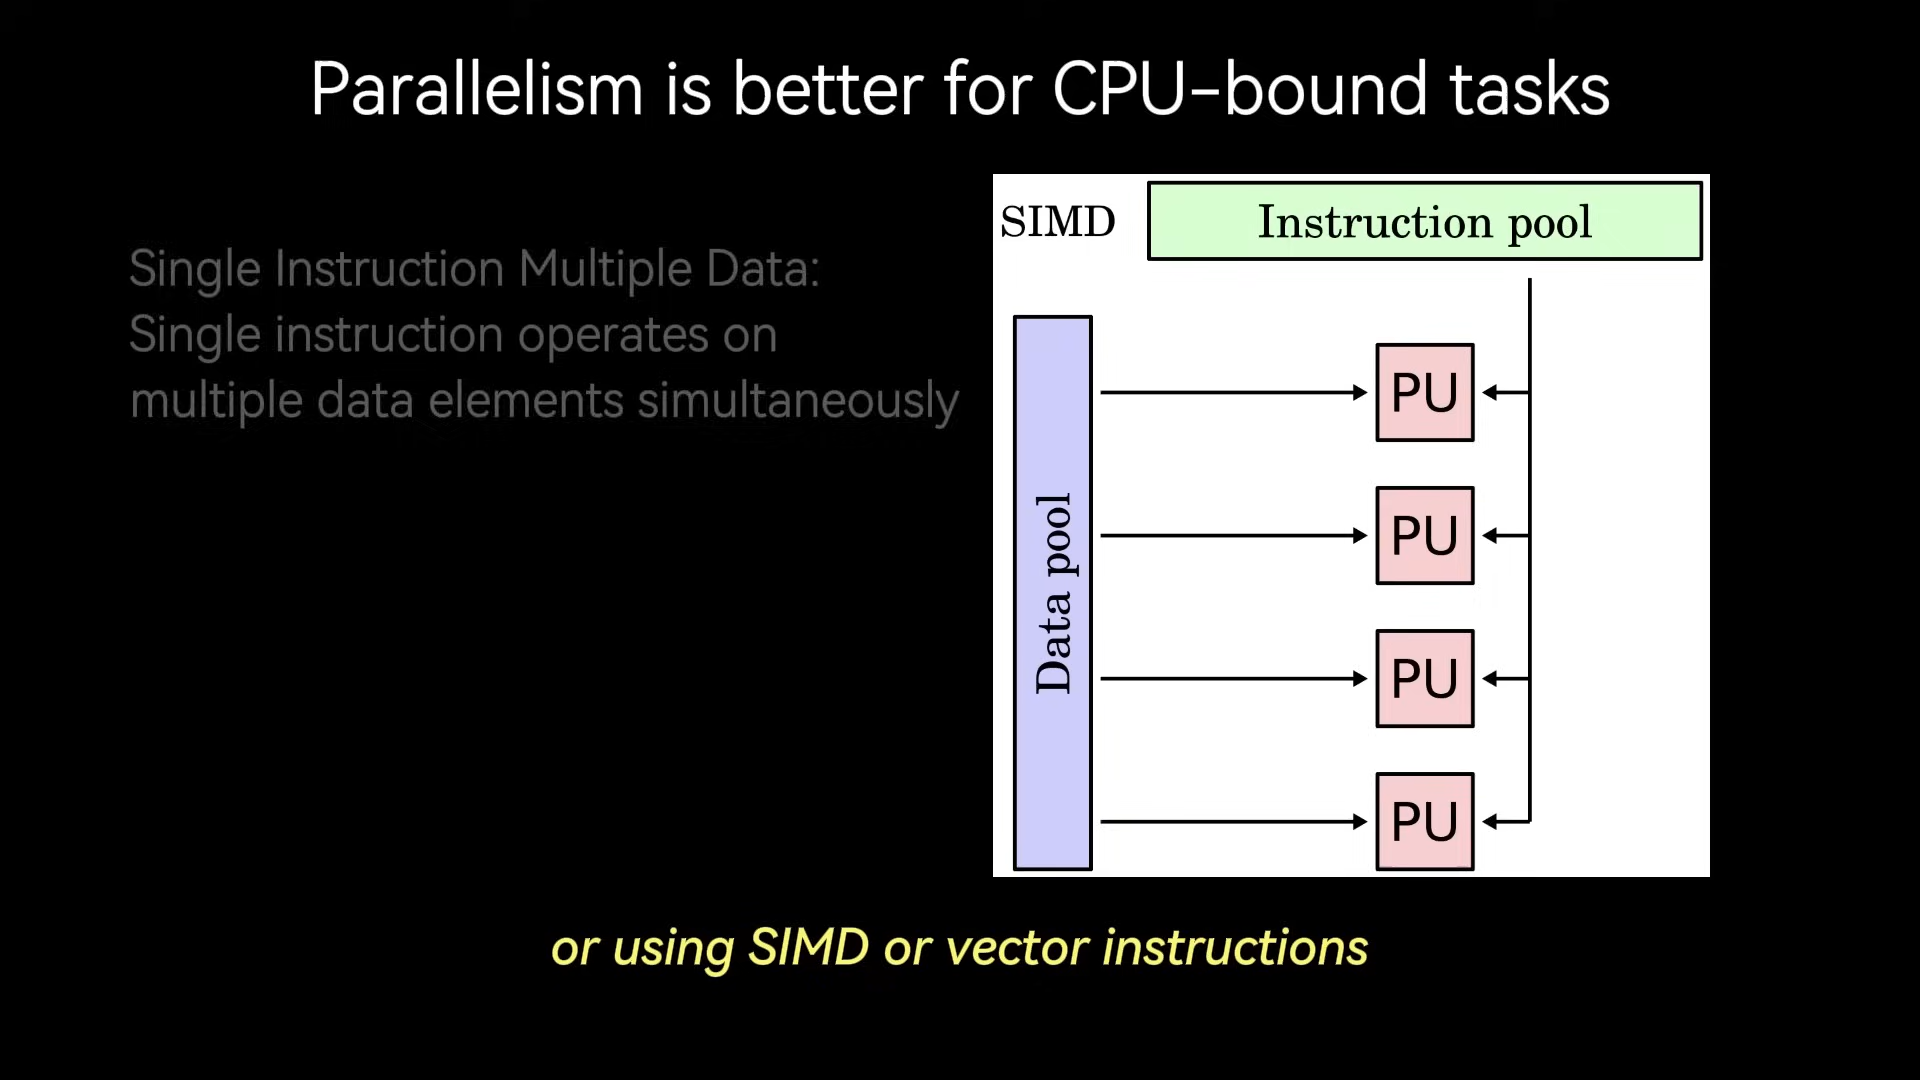 Parallelism is better for CPU-bound tasks
Single Instruction Multiple Data:
Single instruction operates on
multiple data elements simultaneously
SIMD
Instruction pool
Data pool
PU
PU
PU
PU
or using SIMD or vector instructions